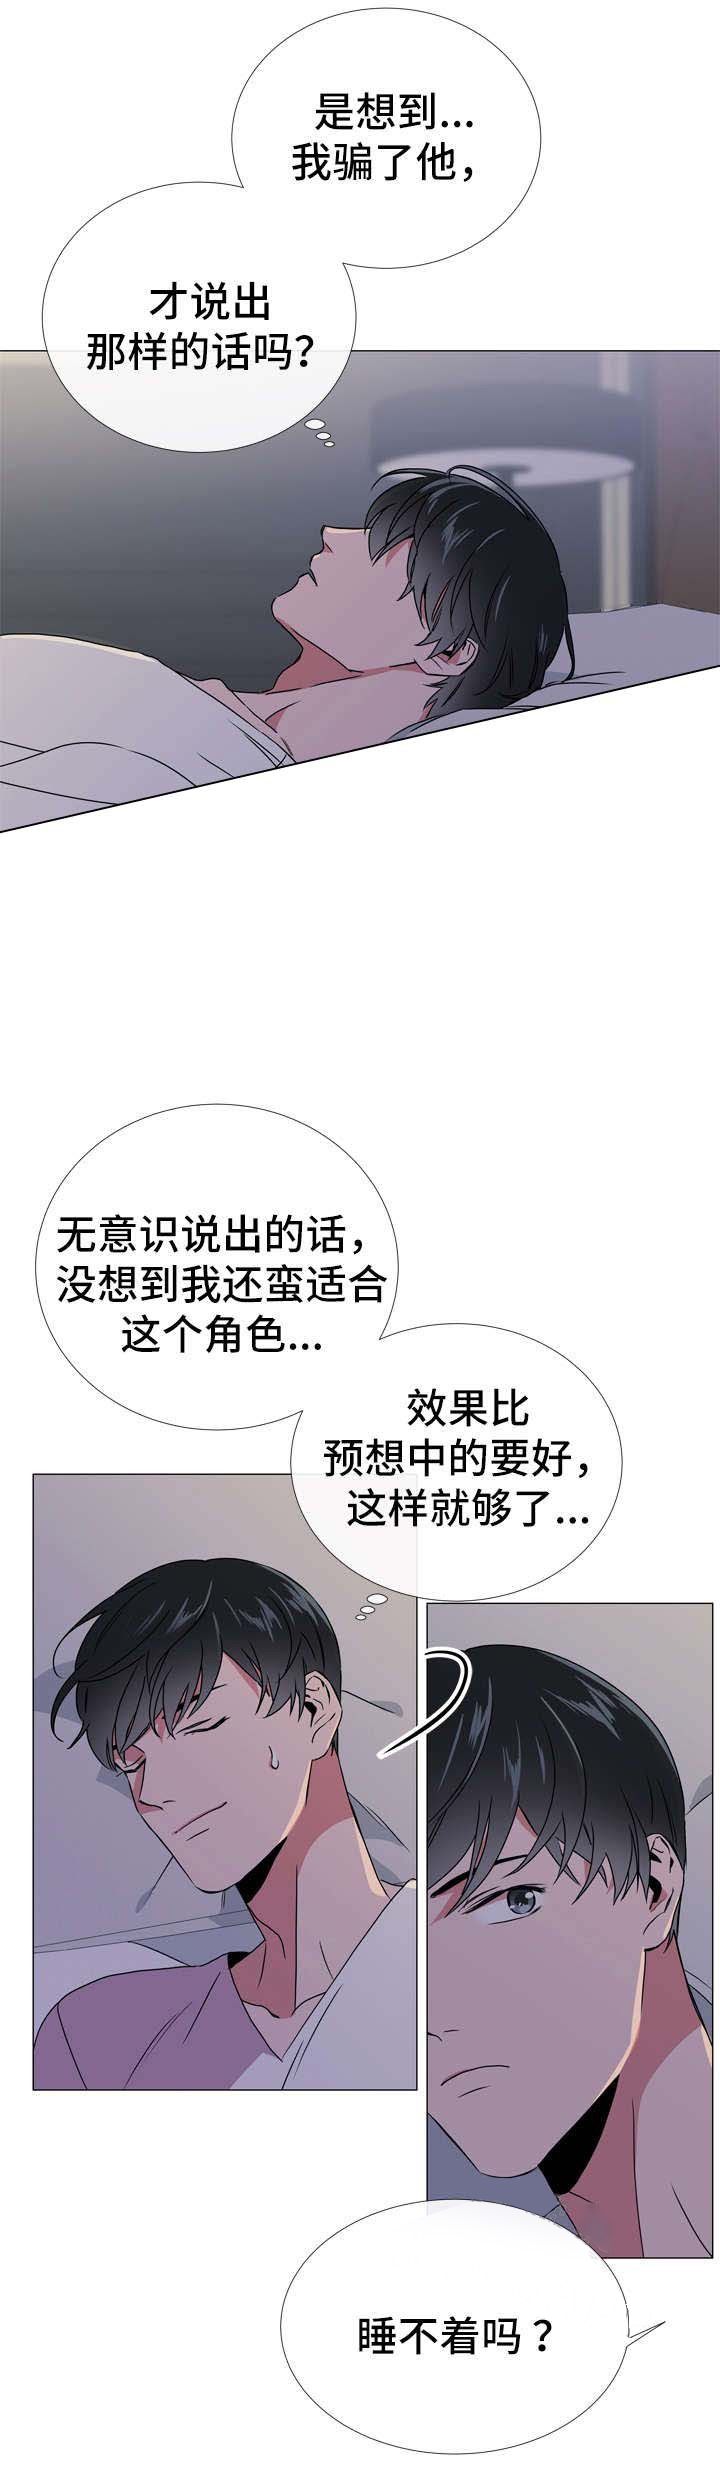 是想到...
我骗了他，
才说出
那样的话吗？
无意识说出的话，
没想到我还蛮适合
这个角色...
效果比
预想中的要好，
这样就够了...
睡不着吗？